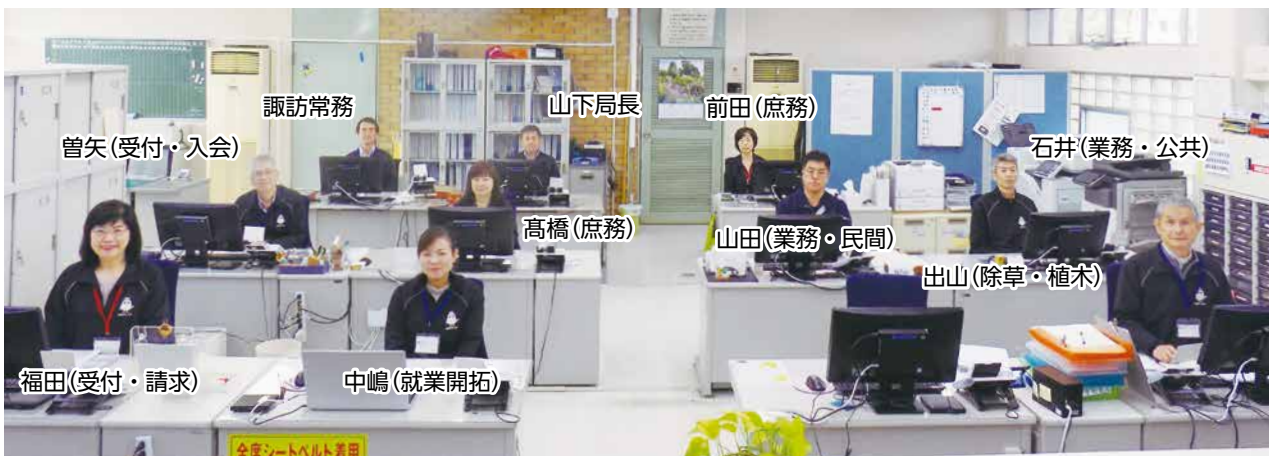 諏訪常務
山下局長
前田(庶務)
曽矢(受付・入会)
石井(業務・公共)
髙橋(庶務)
山田(業務・民間)
出山(除草・植木)
福田(受付・請求)
中嶋(就業開拓)
全席シートベルト着用